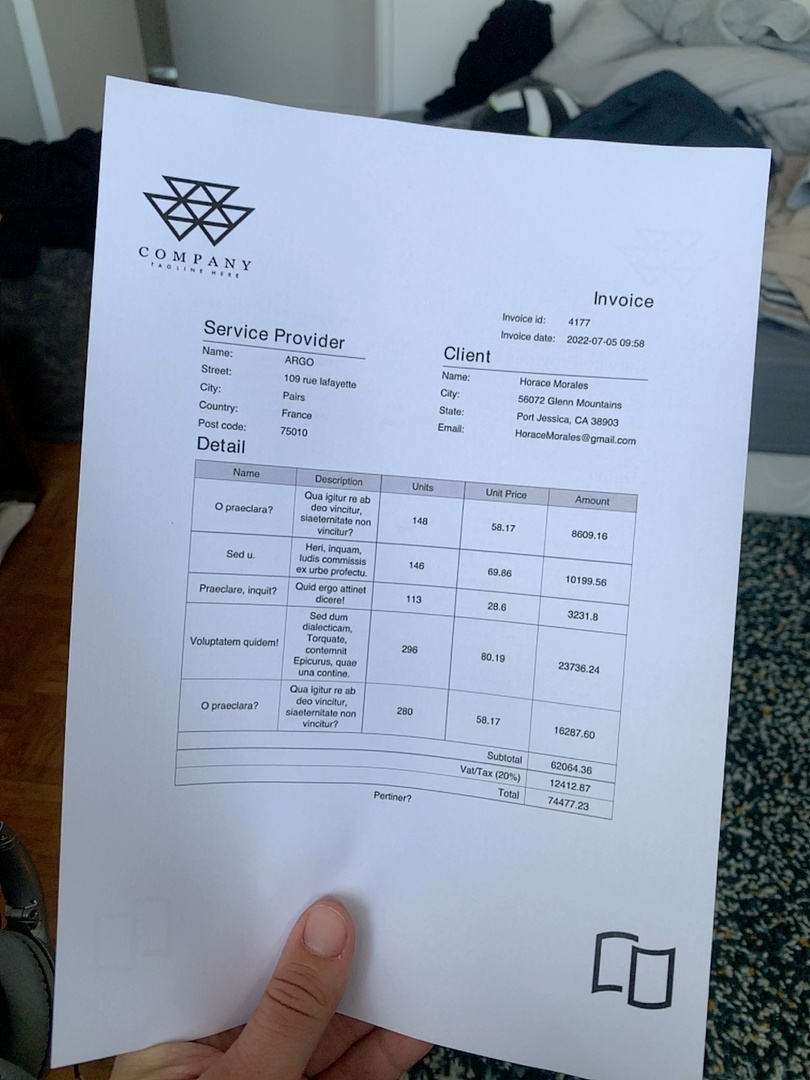 COMPANY
TAGLINE HERE
Invoice
Invoice id: 4177
Invoice date: 2022-07-05 09:58
Service Provider
Name: ARGO
Street: 109 rue lafayette
City: Pairs
Country: France
Post code: 75010
Client
Name: Horace Morales
City: 56072 Glenn Mountains
State: Port Jessica, CA 38903
Email: HoraceMorales@gmail.com
Detail
Name Description Units Unit Price Amount
O praeclara? Qua igitur re ab
deo vincitur,
siaeternitate non
vincitur? 148 58.17 8609.16
Sed u. Heri, inquam,
ludis commissis
ex urbe profectu. 146 69.86 10199.56
Praeclare, inquit? Quid ergo attinet
dicere! 113 28.6 3231.8
Voluptatem quidem! Sed dum
dialecticam,
Torquate,
contemnit
Epicurus, quae
una contine. 296 80.19 23736.24
O praeclara? Qua igitur re ab
deo vincitur,
siaeternitate non
vincitur? 280 58.17 16287.60
Subtotal 62064.36
Vat/Tax (20%) 12412.87
Total 74477.23
Pertiner?